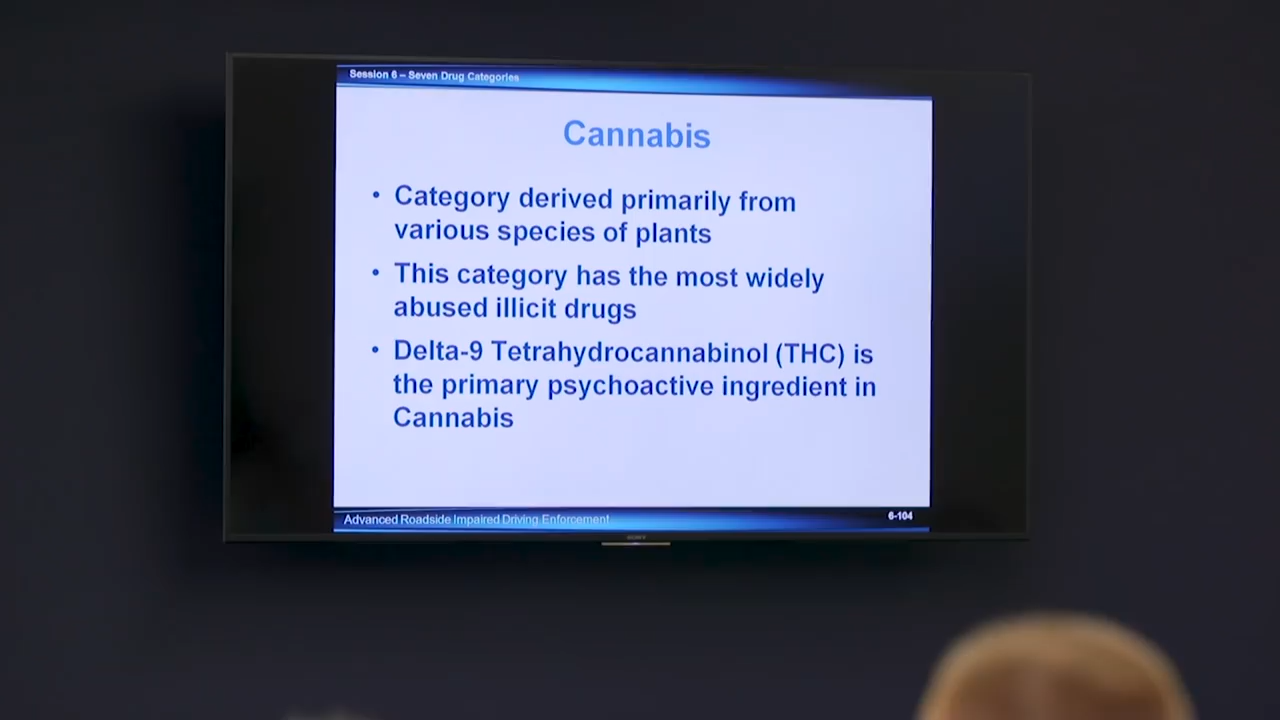 Session 6 – Seven Drug Categories
Cannabis
• Category derived primarily from
various species of plants
• This category has the most widely
abused illicit drugs
• Delta-9 Tetrahydrocannabinol (THC) is
the primary psychoactive ingredient in
Cannabis
Advanced Roadside Impaired Driving Enforcement
6-104
SONY